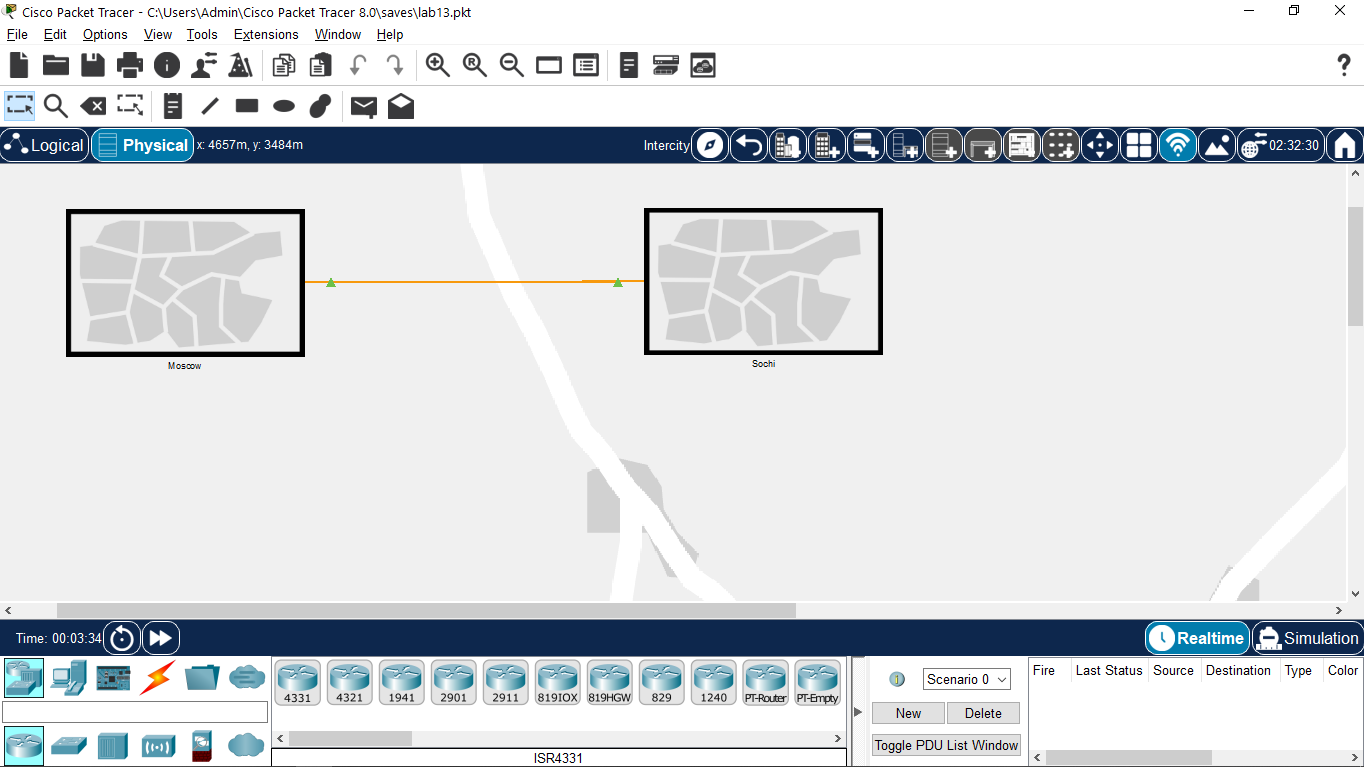 Cisco Packet Tracer - C:\Users\Admin\Cisco Packet Tracer 8.0\saves\lab13.pkt
File Edit Options View Tools Extensions Window Help
Logical Physical x: 4657m, y: 3484m Intercity 02:32:30
Moscow
Sochi
Time: 00:03:34 Realtime Simulation
4331 4321 1941 2901 2911 819IOX 819HGW 829 1240 PT-Router PT-Empty
ISR4331
Scenario 0
New Delete
Toggle PDU List Window
Fire Last Status Source Destination Type Color